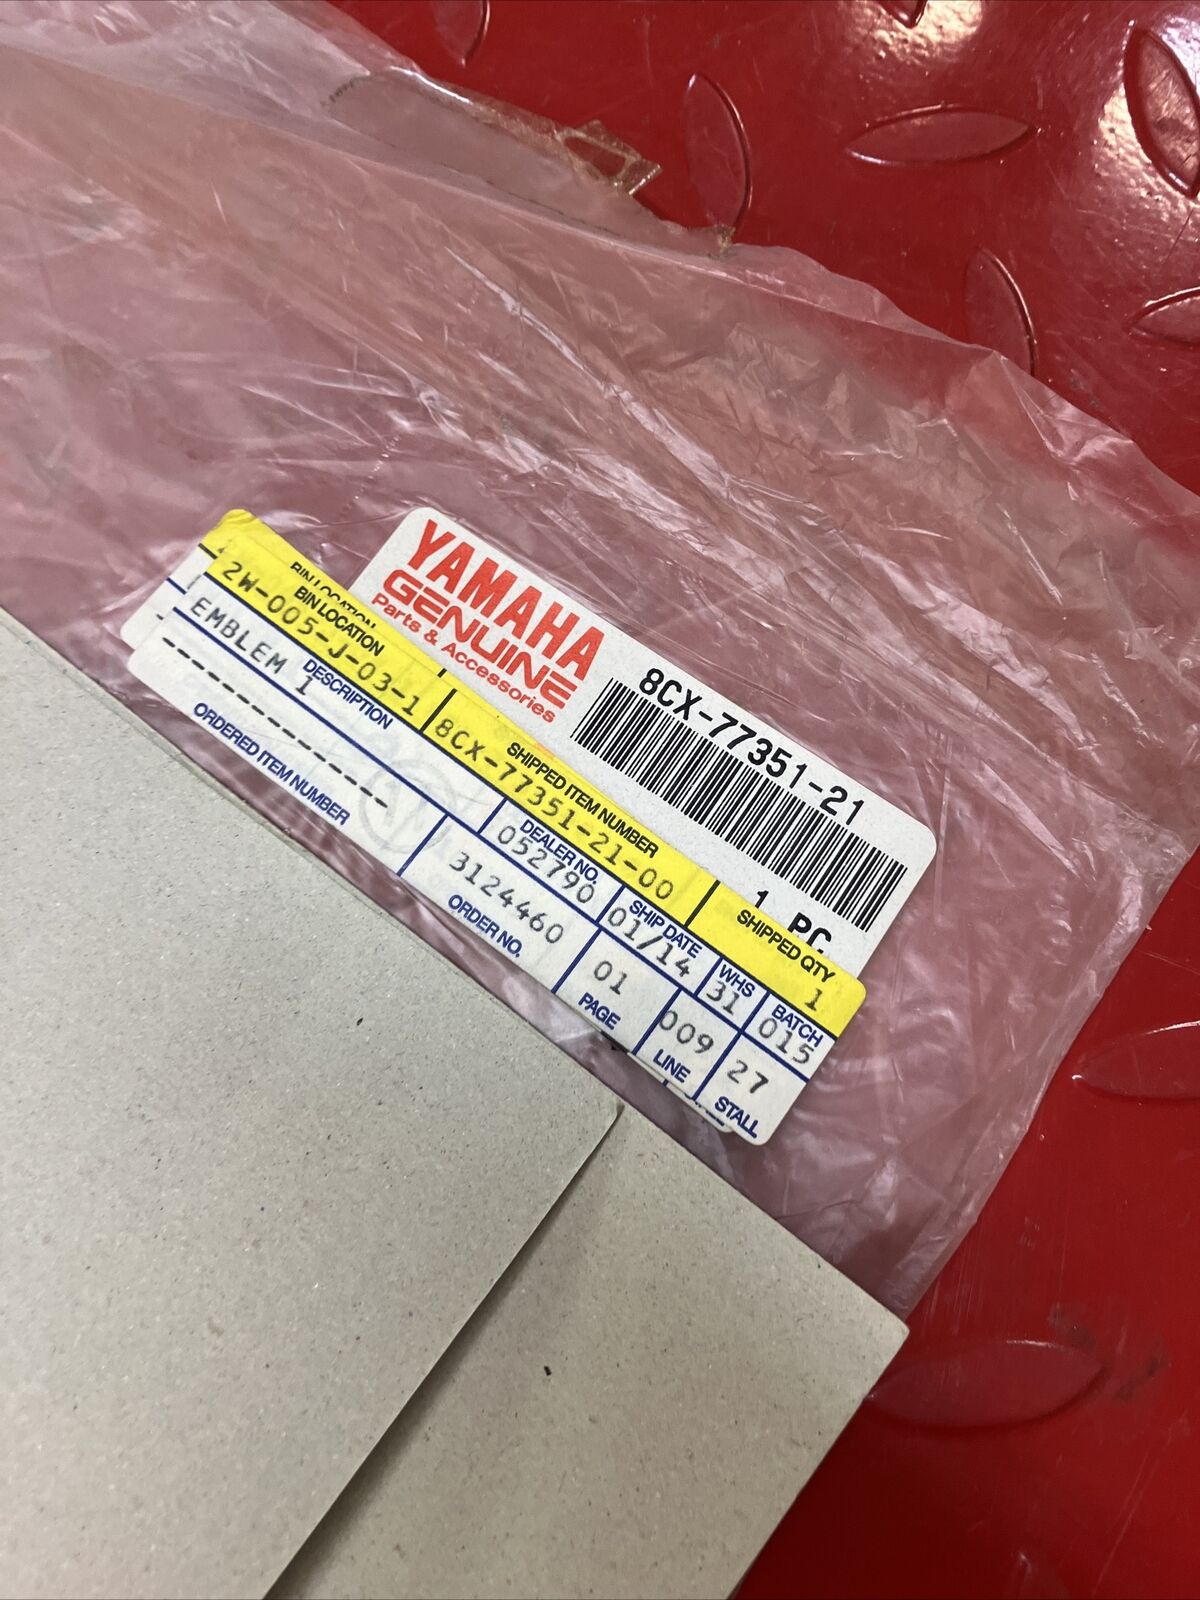 YAMAHA
GENUINE
Parts & Accessories
8CX-77351-21
1 PC
BIN LOCATION
BIN LOCATION
2W-005-J-03-1
SHIPPED ITEM NUMBER
8CX-77351-21-00
SHIPPED QTY
1
EMBLEM 1
DESCRIPTION
DEALER NO.
052790
SHIP DATE
01/14
WHS
31
BATCH
015
---------------
ORDERED ITEM NUMBER
3124460
ORDER NO.
01
PAGE
009
LINE
27
STALL